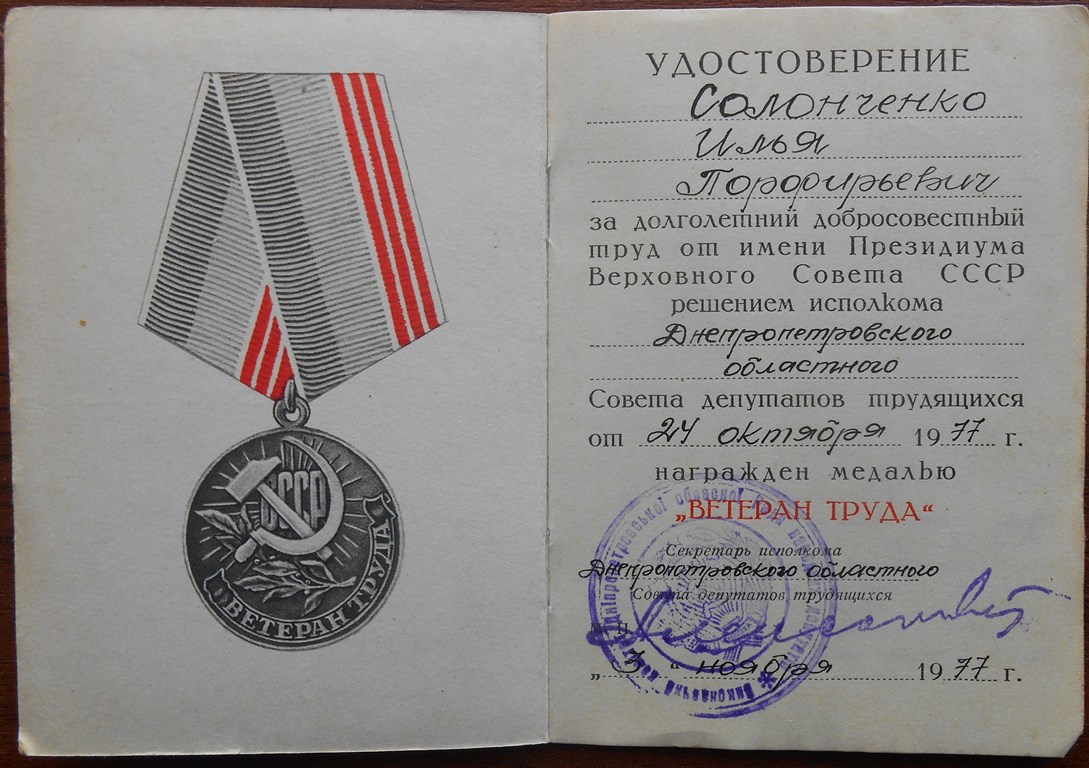 СССР
ВЕТЕРАН ТРУДА
УДОСТОВЕРЕНИЕ
Солонченко
Илья
Порфирьевич
за долголетний добросовестный
труд от имени Президиума
Верховного Совета СССР
решением исполкома
Днепропетровского
областного
Совета депутатов трудящихся
от 24 октября 1977 г.
награжден медалью
„ВЕТЕРАН ТРУДА“
Секретарь исполкома
Днепропетровского областного
Совета депутатов трудящихся
М. П.
„3“ ноября 1977 г.